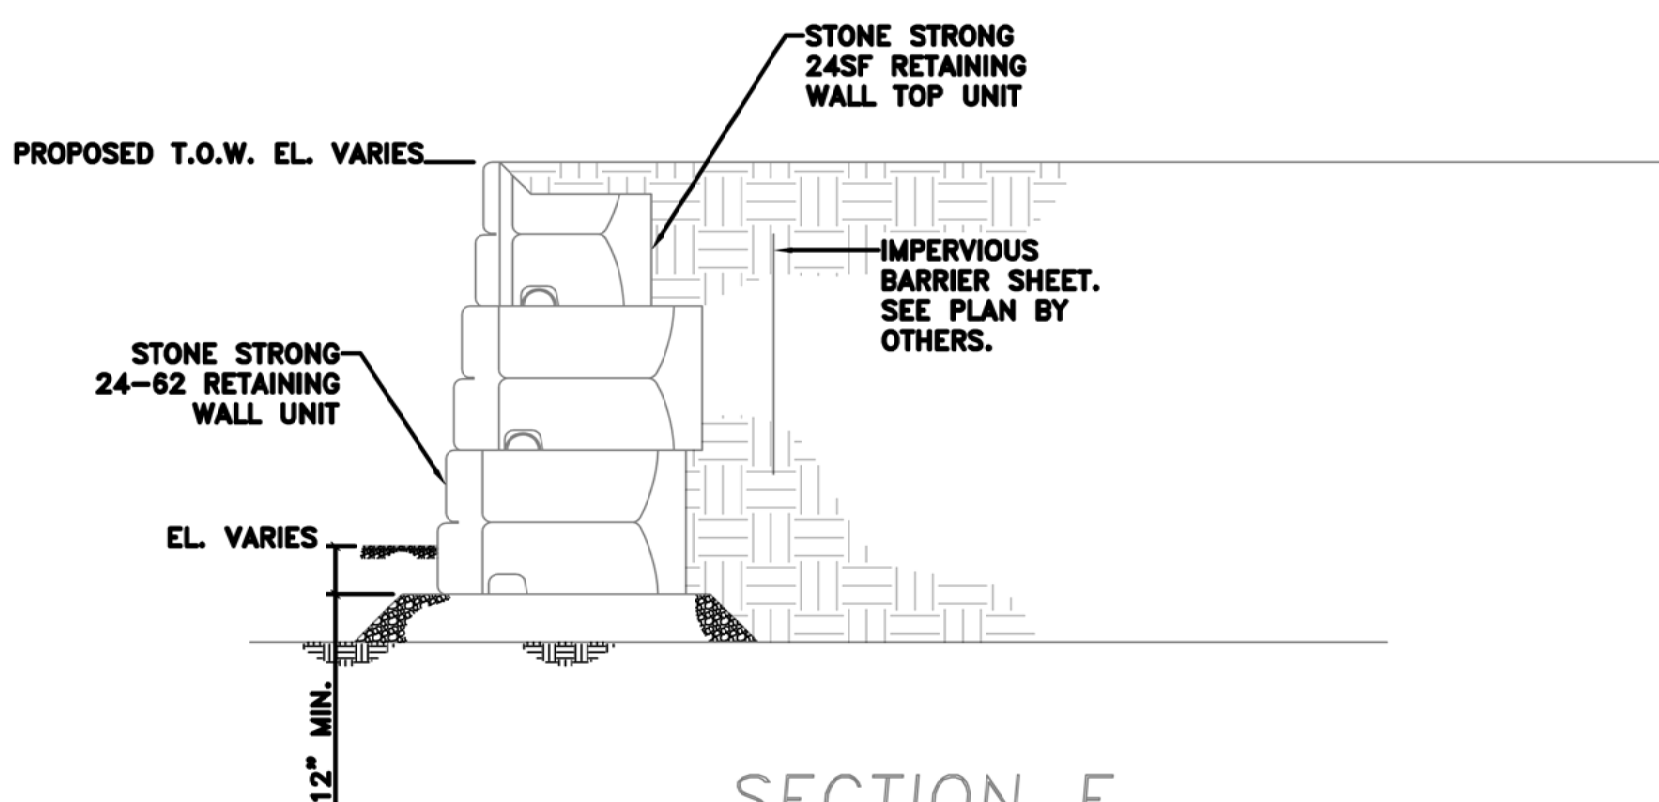 STONE STRONG
24SF RETAINING
WALL TOP UNIT
PROPOSED T.O.W. EL. VARIES
IMPERVIOUS
BARRIER SHEET.
SEE PLAN BY
OTHERS.
STONE STRONG
24-62 RETAINING
WALL UNIT
EL. VARIES
12" MIN.
SECTION